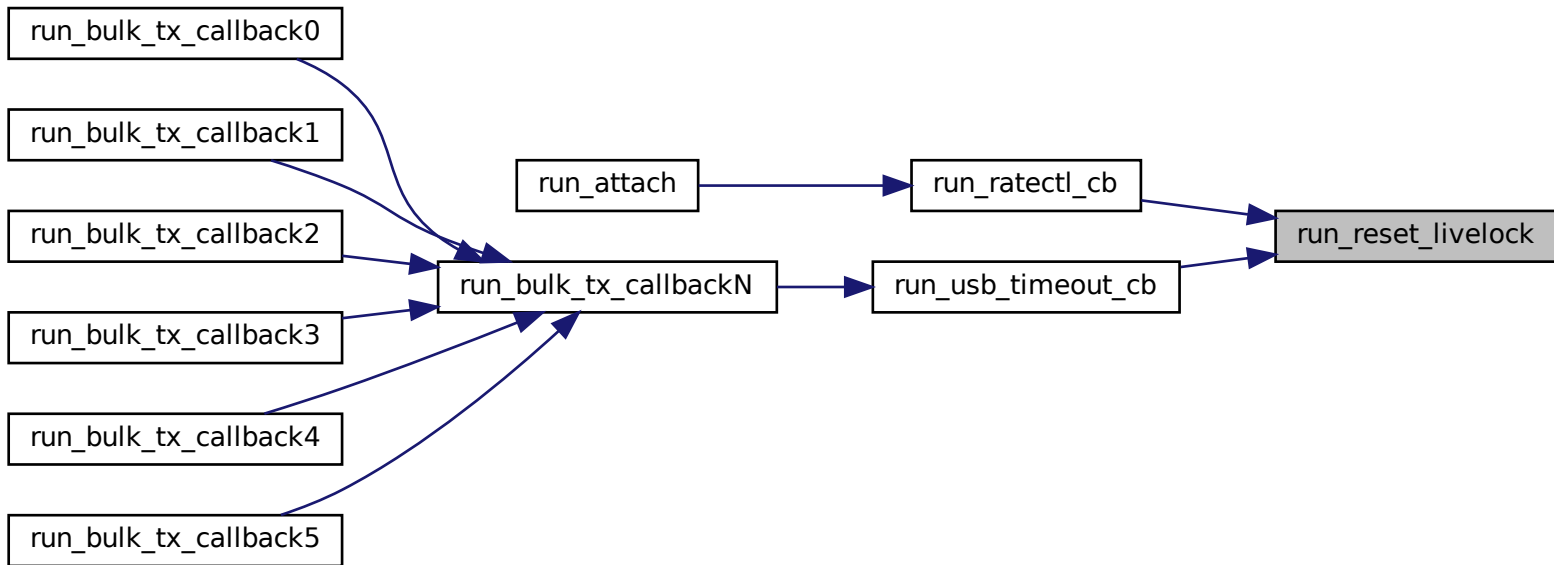 run_bulk_tx_callback0
run_bulk_tx_callback1
run_bulk_tx_callback2
run_bulk_tx_callback3
run_bulk_tx_callback4
run_bulk_tx_callback5
run_attach
run_bulk_tx_callbackN
run_ratectl_cb
run_usb_timeout_cb
run_reset_livelock